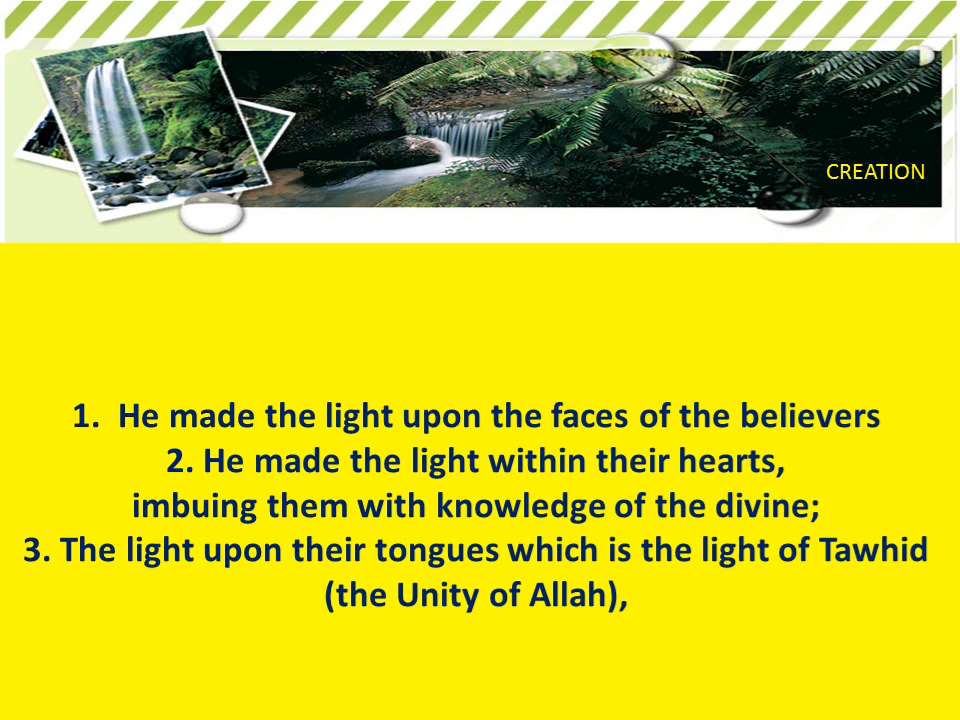 CREATION
1. He made the light upon the faces of the believers
2. He made the light within their hearts,
imbuing them with knowledge of the divine;
3. The light upon their tongues which is the light of Tawhid
(the Unity of Allah),